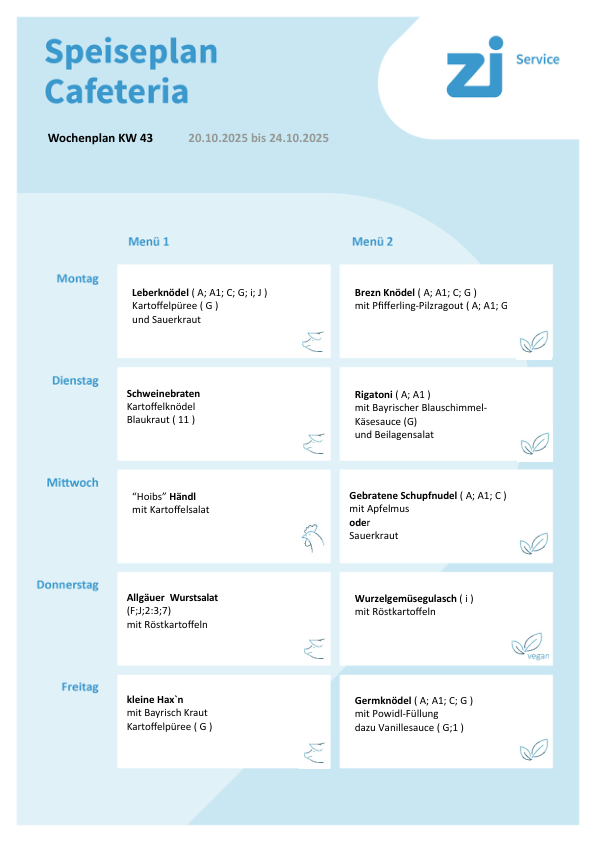 Speiseplan
Cafeteria
zi Service
Wochenplan KW 43 20.10.2025 bis 24.10.2025
Menü 1 Menü 2
Montag
Leberknödel ( A; A1; C; G; i; J )
Kartoffelpüree ( G )
und Sauerkraut
Brezn Knödel ( A; A1; C; G )
mit Pfifferling-Pilzragout ( A; A1; G
Dienstag
Schweinebraten
Kartoffelknödel
Blaukraut ( 11 )
Rigatoni ( A; A1 )
mit Bayrischer Blauschimmel-
Käsesauce (G)
und Beilagensalat
Mittwoch
“Hoibs” Händl
mit Kartoffelsalat
Gebratene Schupfnudel ( A; A1; C )
mit Apfelmus
oder
Sauerkraut
Donnerstag
Allgäuer Wurstsalat
(F;J;2:3;7)
mit Röstkartoffeln
Wurzelgemüsegulasch ( i )
mit Röstkartoffeln
vegan
Freitag
kleine Hax`n
mit Bayrisch Kraut
Kartoffelpüree ( G )
Germknödel ( A; A1; C; G )
mit Powidl-Füllung
dazu Vanillesauce ( G;1 )